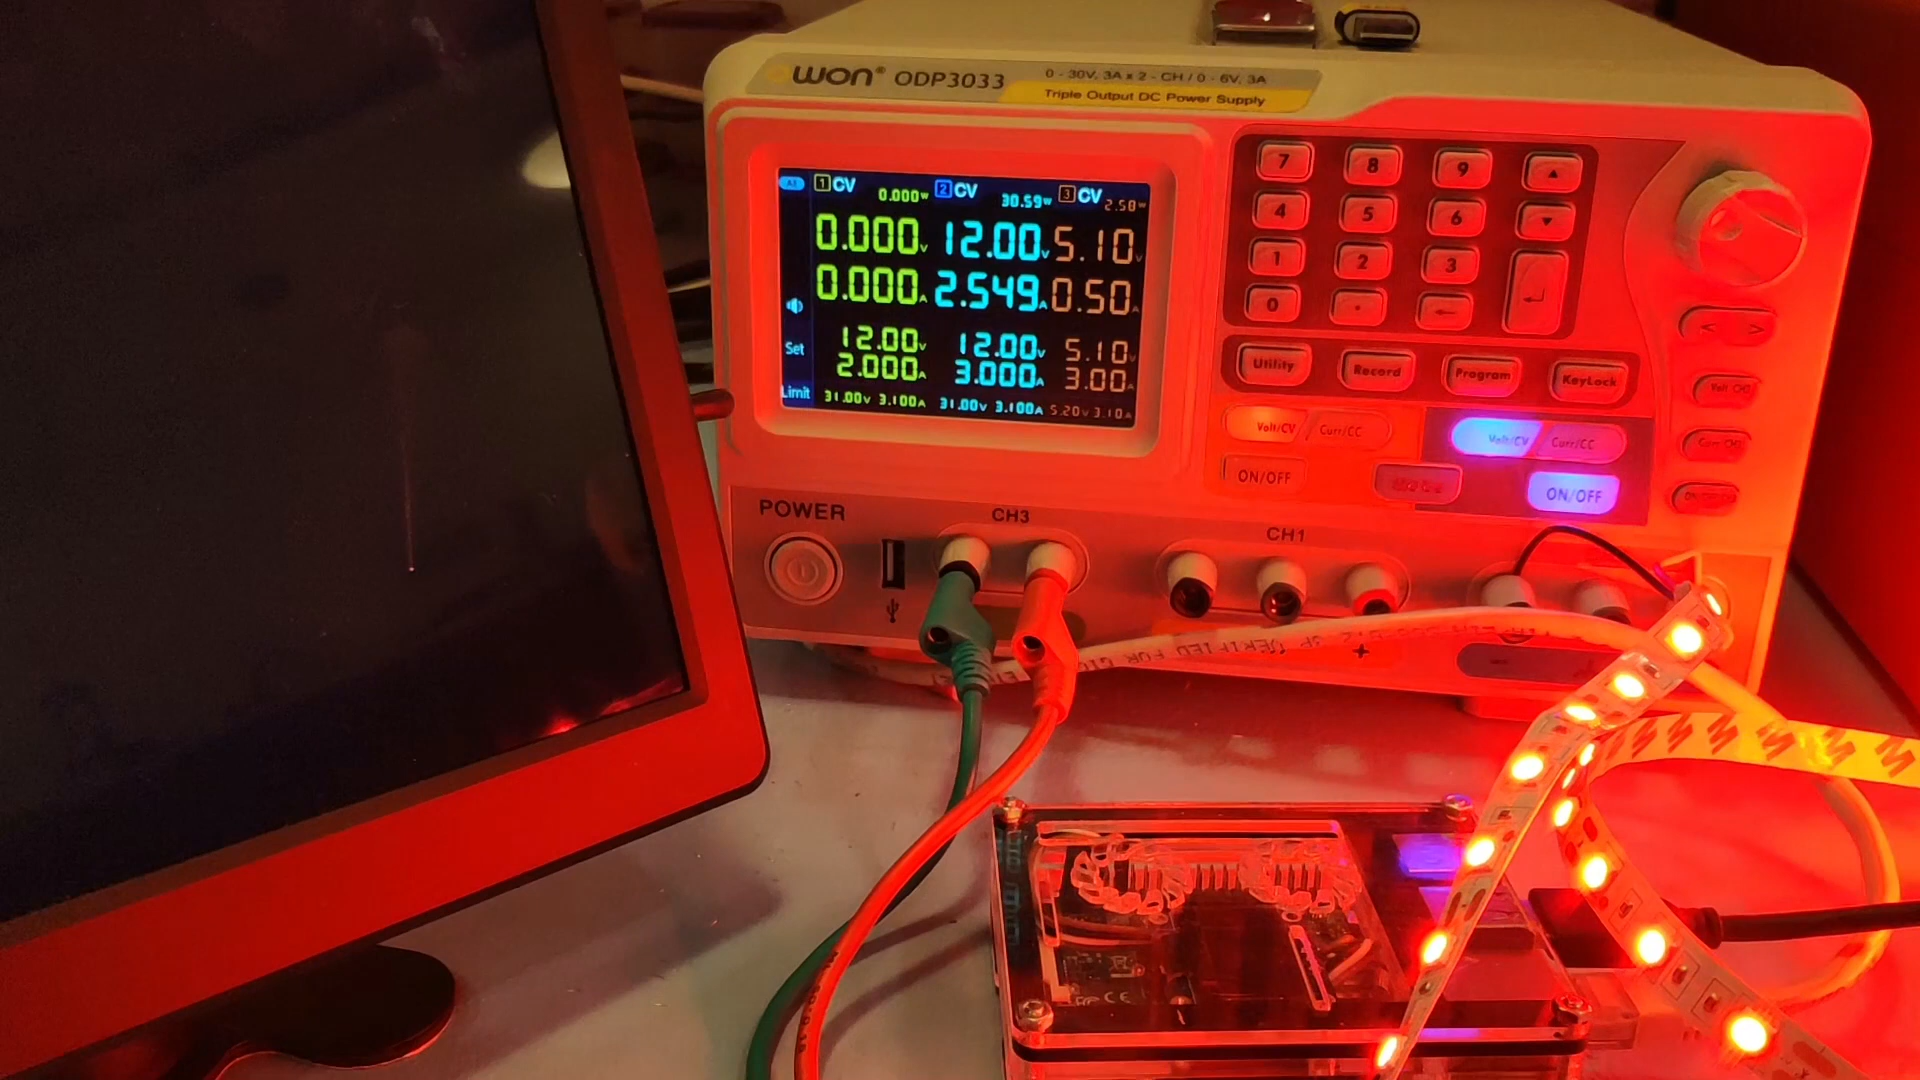 OWON® ODP3033
0 - 30V, 3A x 2 - CH / 0 - 6V, 3A
Triple Output DC Power Supply
1 CV 2 CV 3 CV
0.000W 30.59W 2.50W
0.000V 12.00V 5.10V
0.000A 2.549A 0.50A
12.00V 12.00V 5.10V
Set 2.000A 3.000A 3.00A
Limit 31.00V 3.100A 31.00V 3.100A 5.20V 3.10A
7 8 9
4 5 6
1 2 3
0 .
< >
Utility Record Program KeyLock
Volt/CV Curr/CC Volt/CV Curr/CC
ON/OFF ON/OFF
POWER
CH3
CH1
VERIFIED
FOR
+
CE